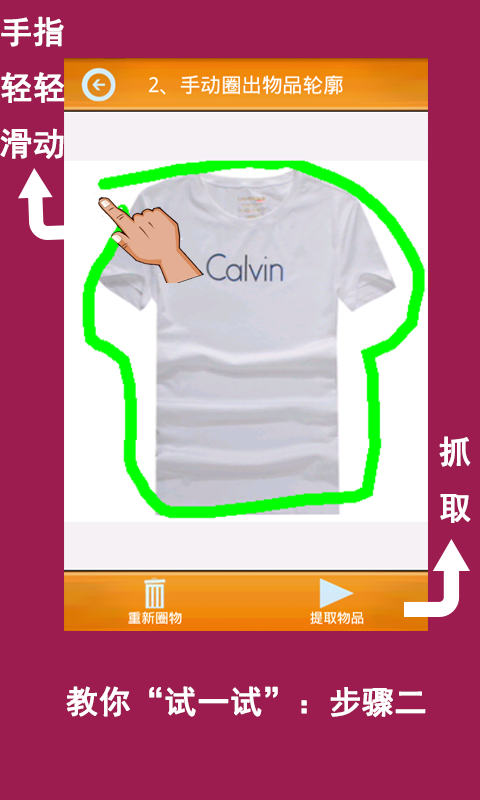 手指
轻轻
滑动
2、手动圈出物品轮廓
Calvin
抓
取
重新圈物
提取物品
教你“试一试”：步骤二